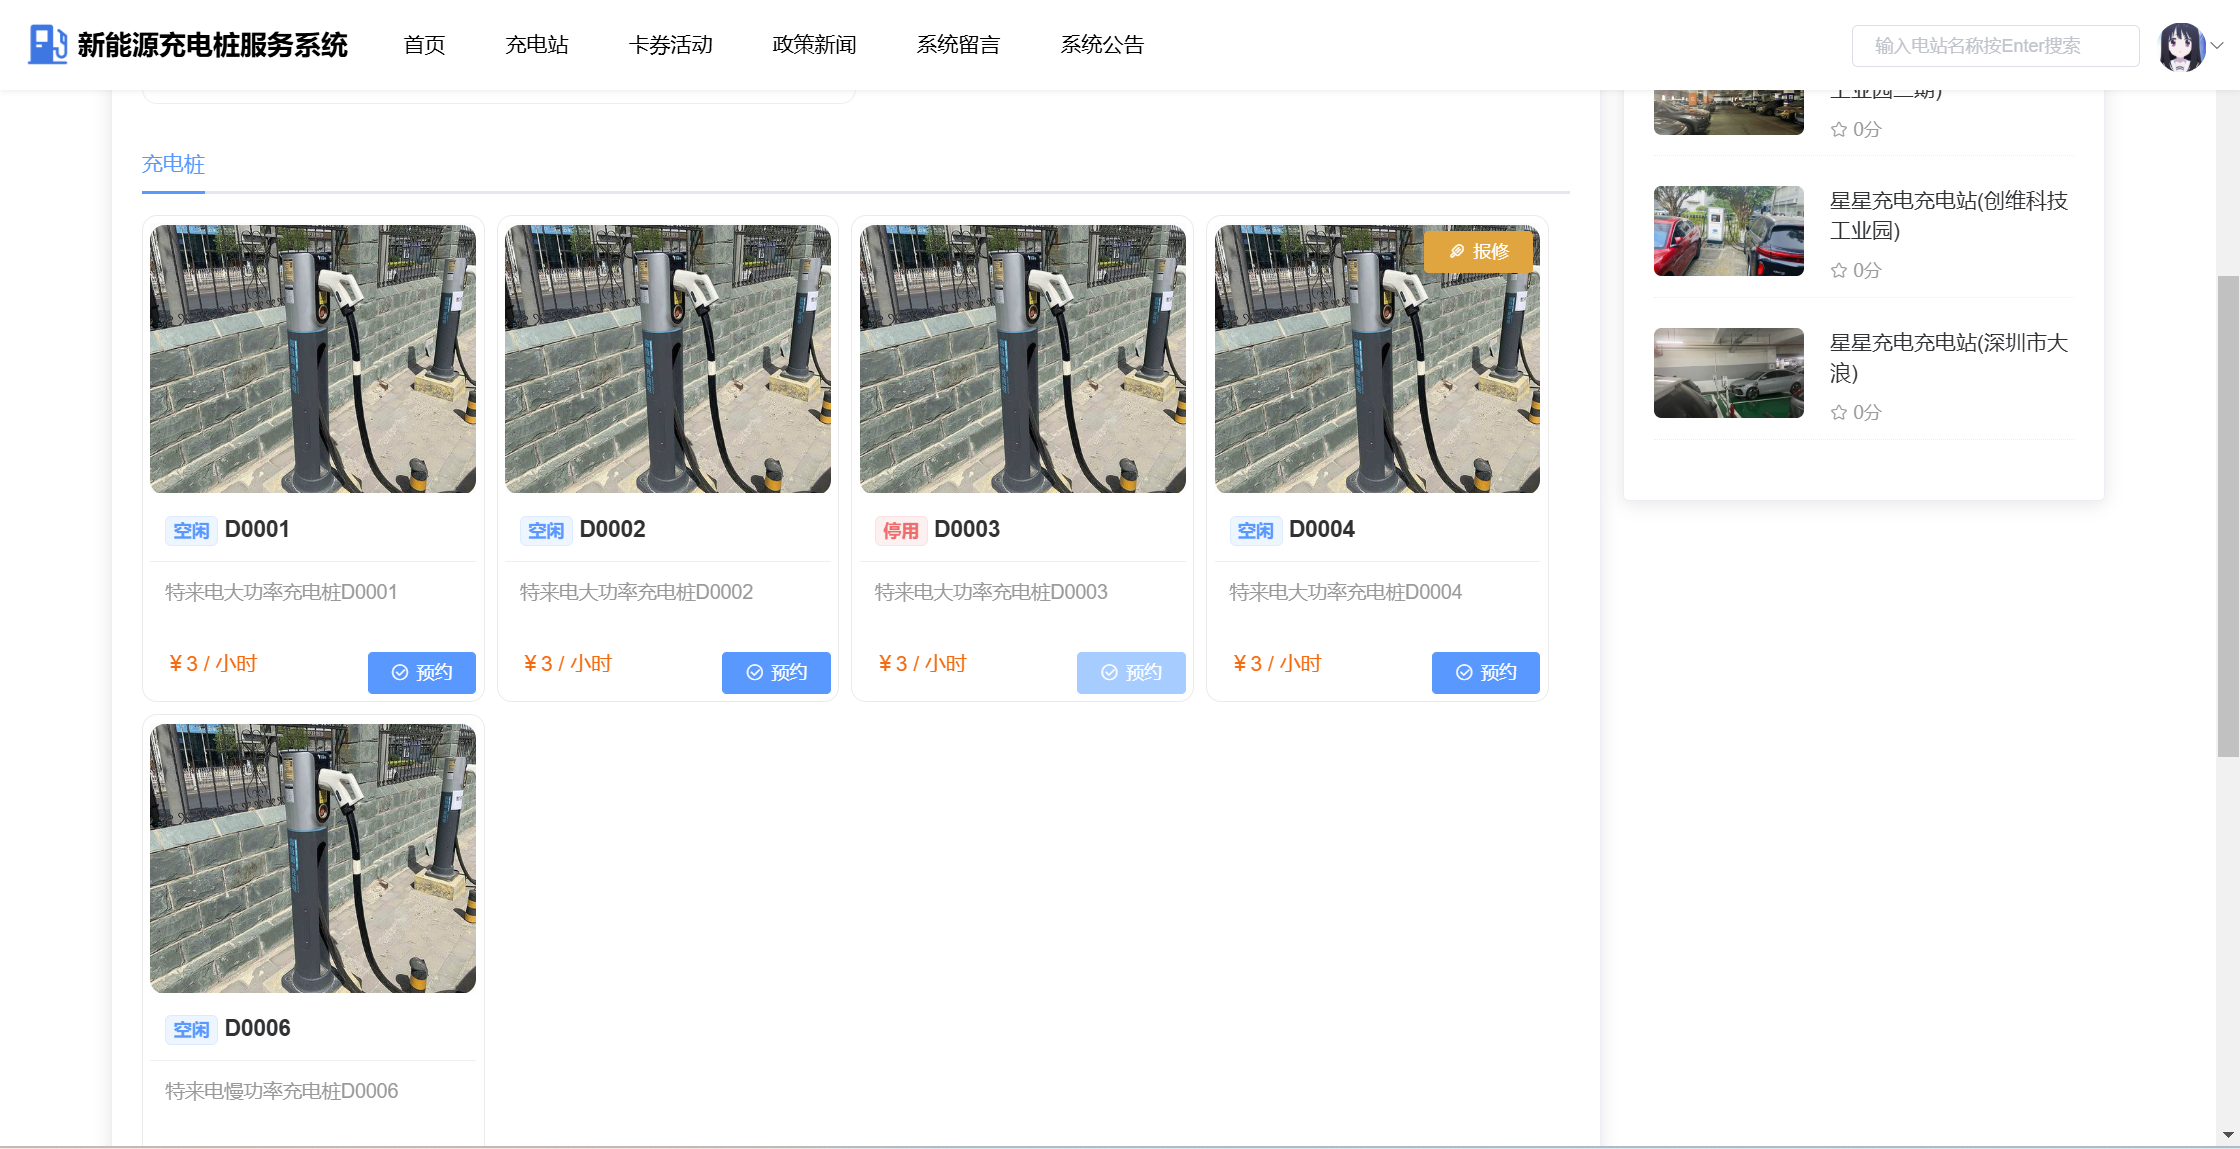 新能源充电桩服务系统
首页
充电站
卡券活动
政策新闻
系统留言
系统公告
输入电站名称按Enter搜索
充电桩
空闲 D0001
特来电大功率充电桩D0001
¥ 3 / 小时
预约
空闲 D0002
特来电大功率充电桩D0002
¥ 3 / 小时
预约
停用 D0003
特来电大功率充电桩D0003
¥ 3 / 小时
预约
报修
空闲 D0004
特来电大功率充电桩D0004
¥ 3 / 小时
预约
空闲 D0006
特来电慢功率充电桩D0006
工业园二期)
0分
星星充电充电站(创维科技
工业园)
0分
星星充电充电站(深圳市大
浪)
0分